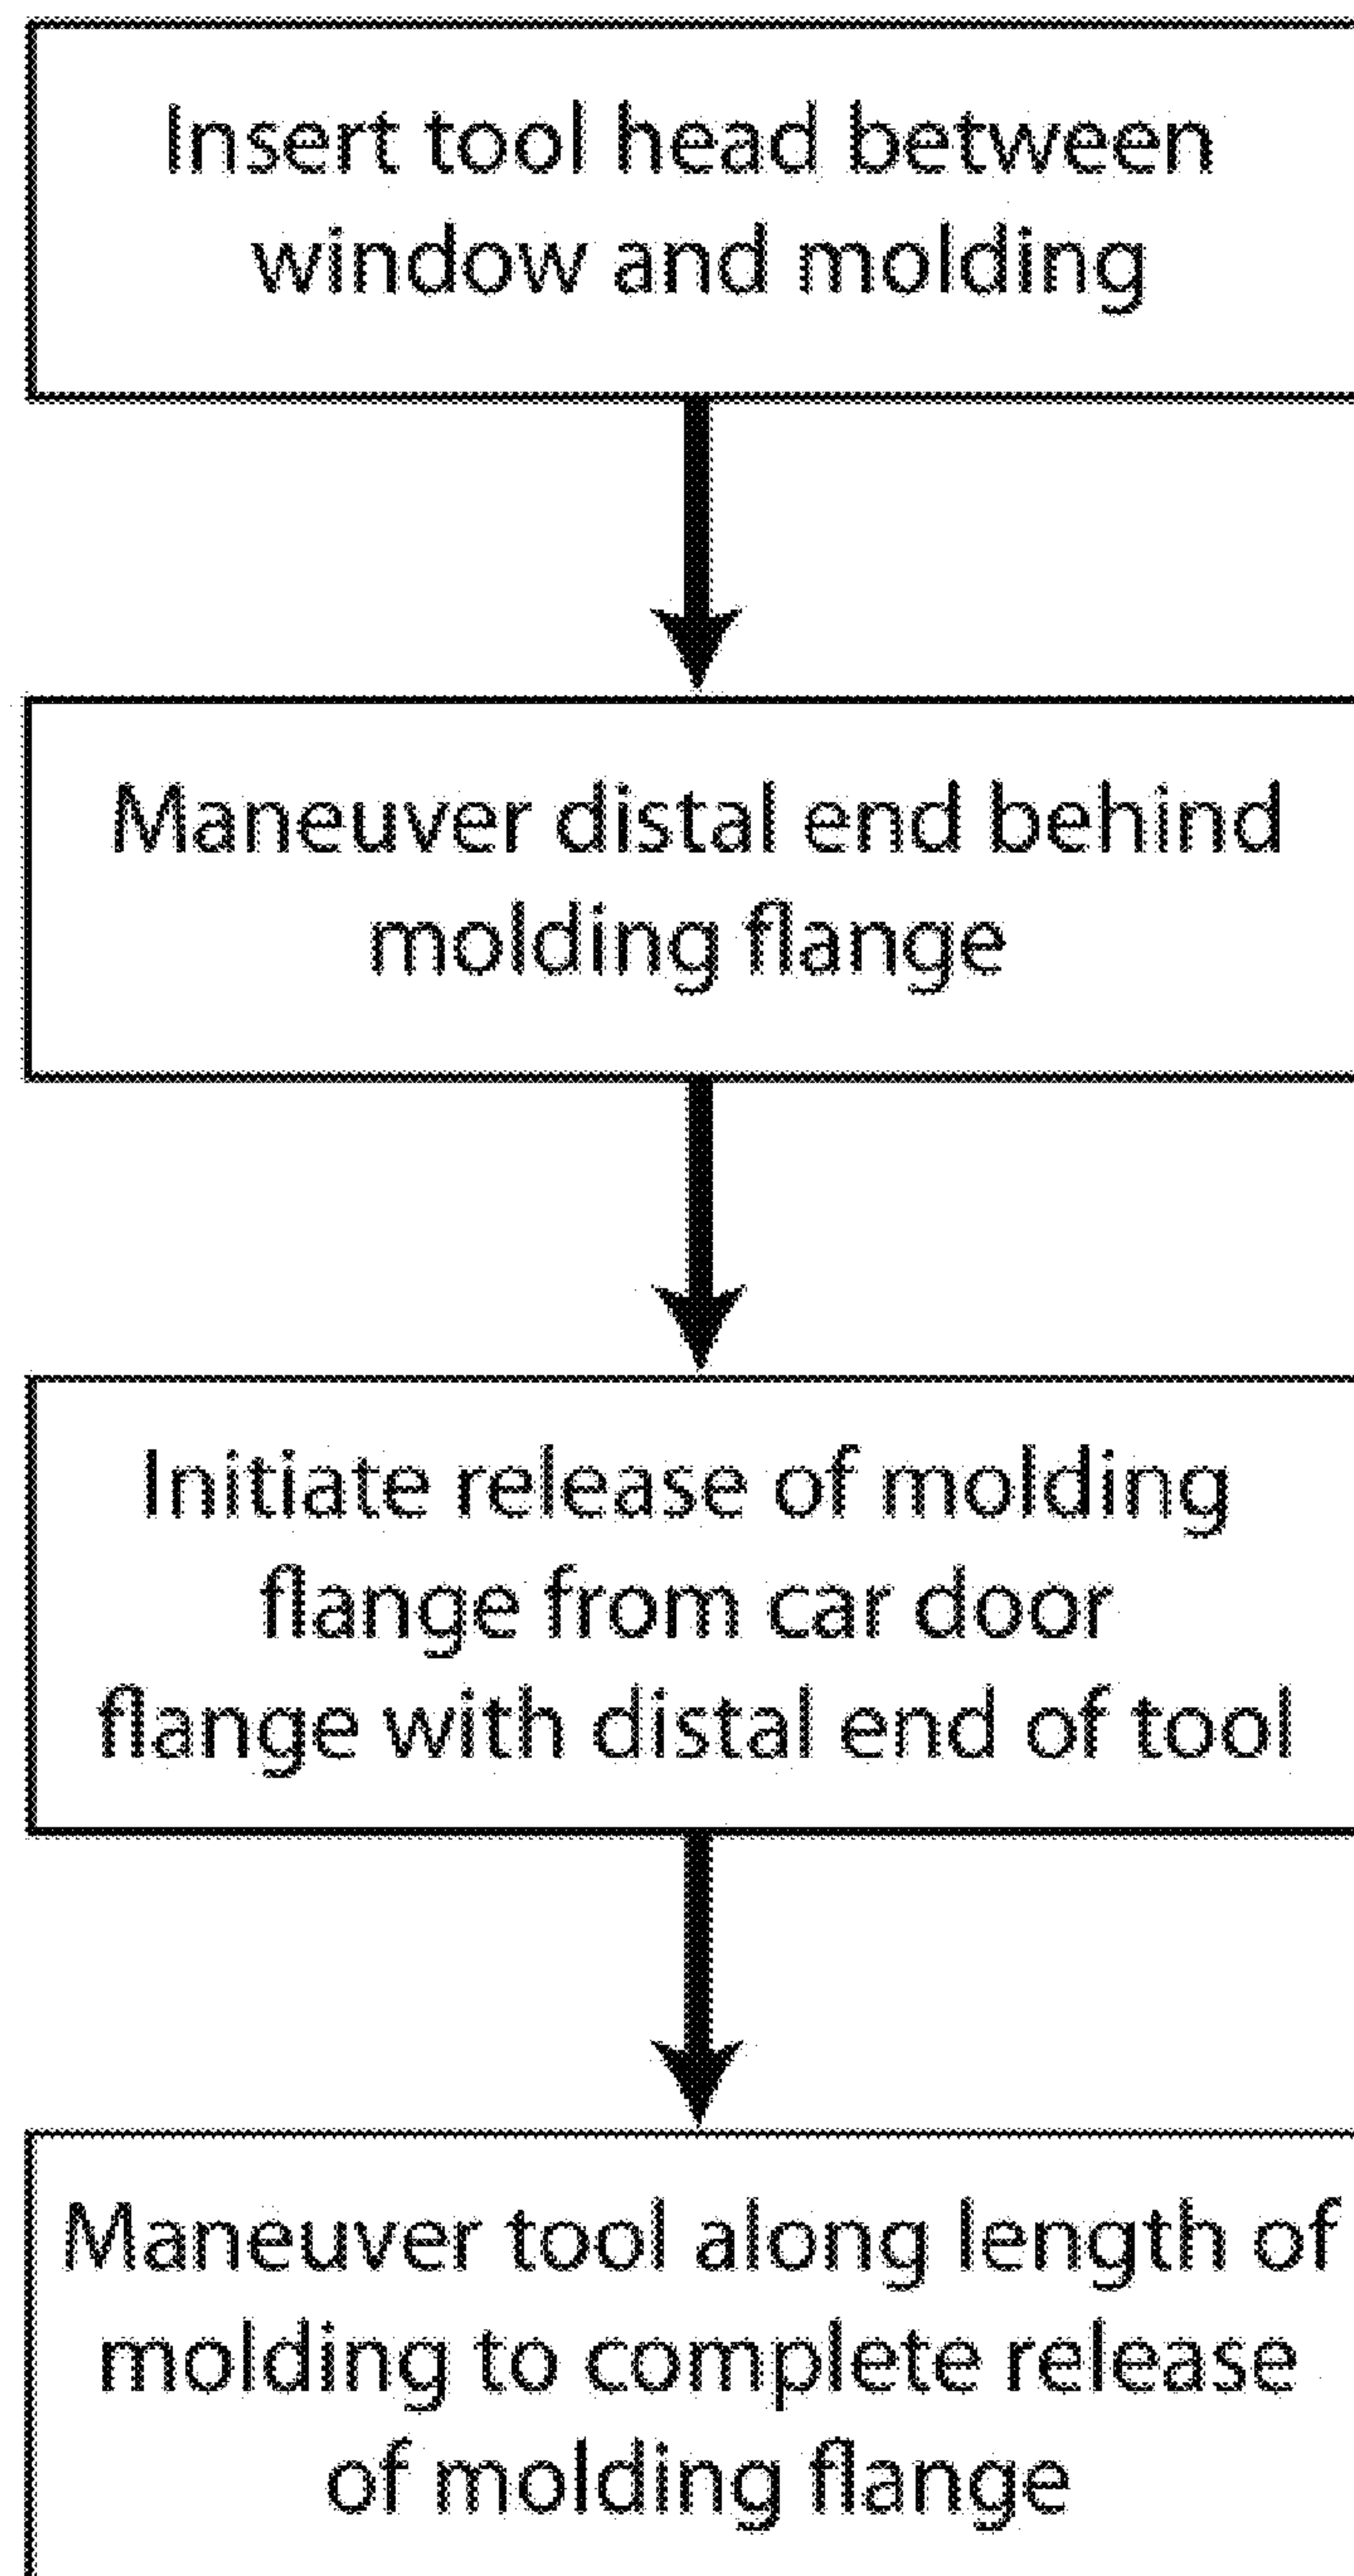 Insert tool head between
window and molding
Maneuver distal end behind
molding flange
Initiate release of molding
flange from car door
flange with distal end of tool
Maneuver tool along length of
molding to complete release
of molding flange